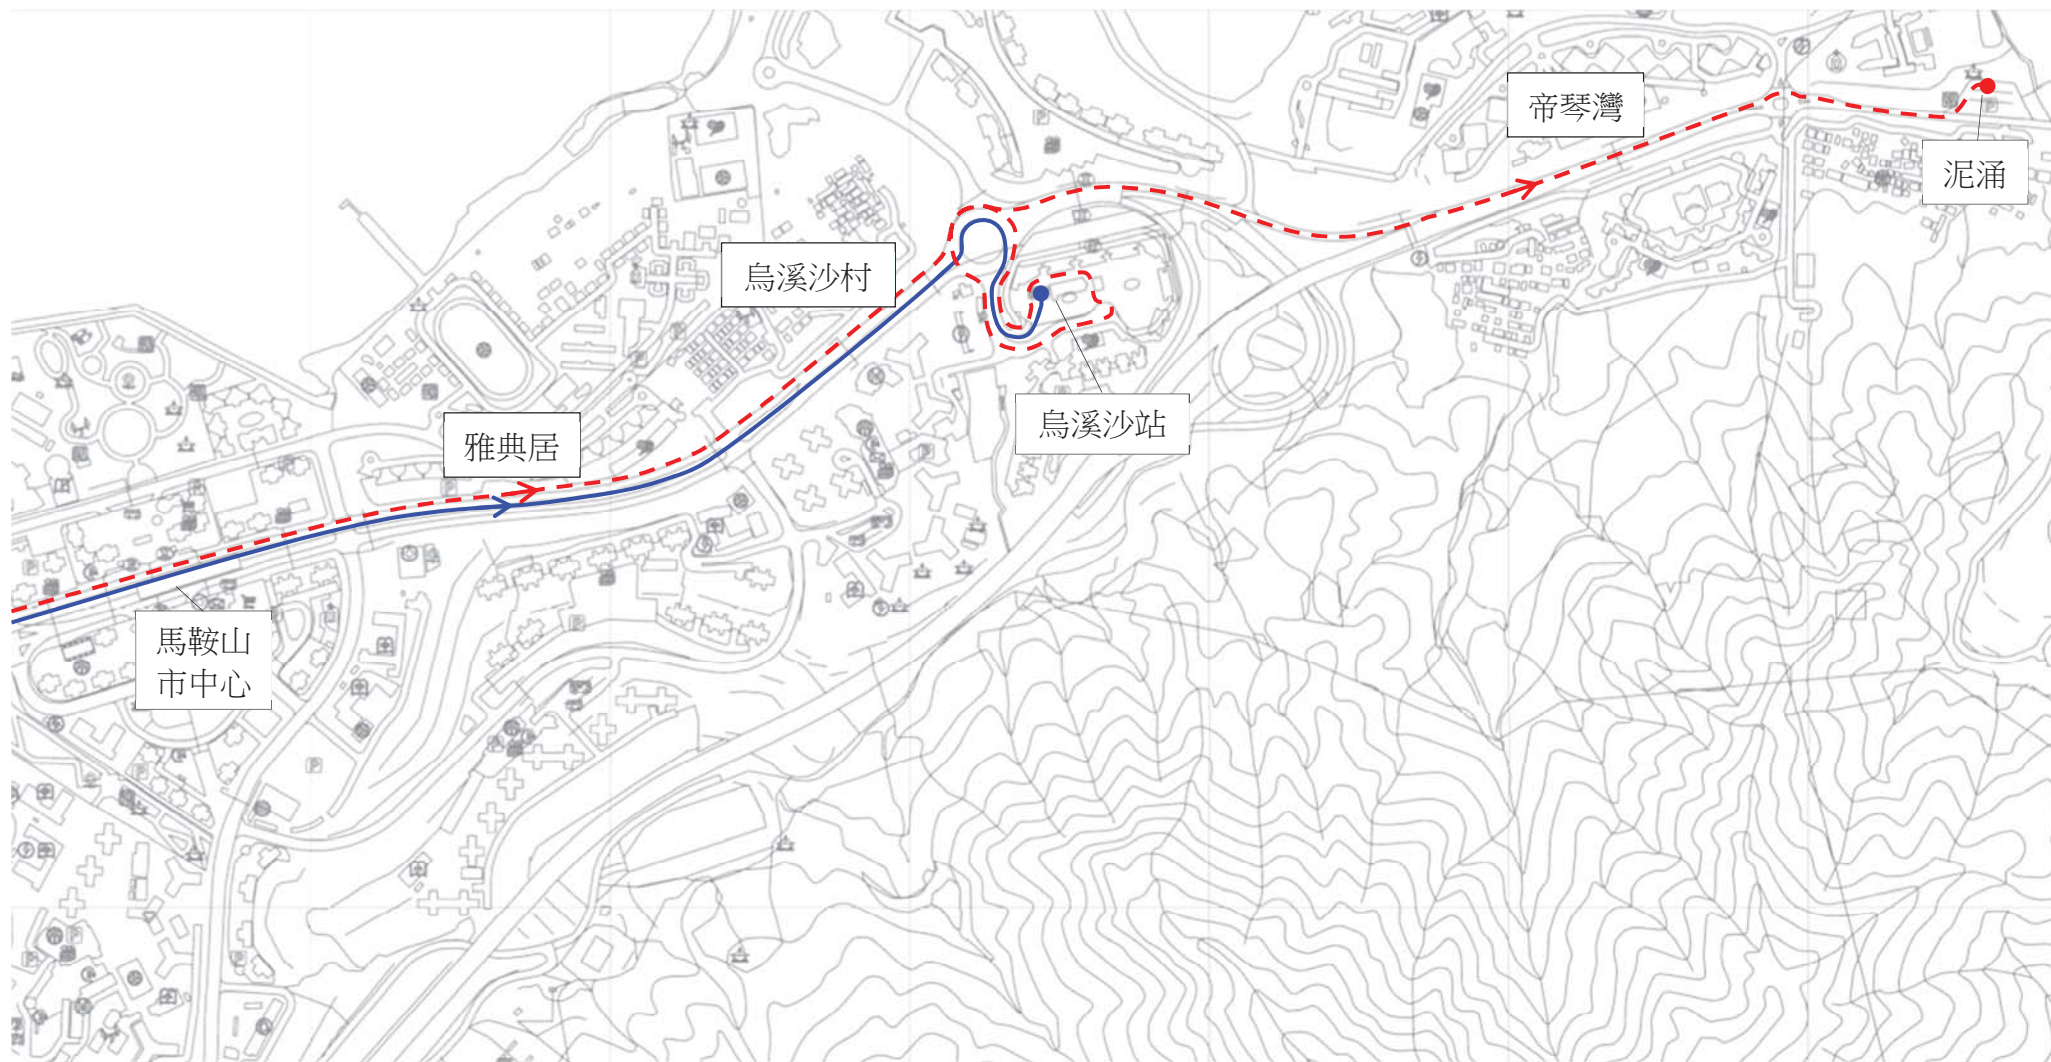 帝琴灣
泥涌
烏溪沙村
烏溪沙站
雅典居
馬鞍山
市中心